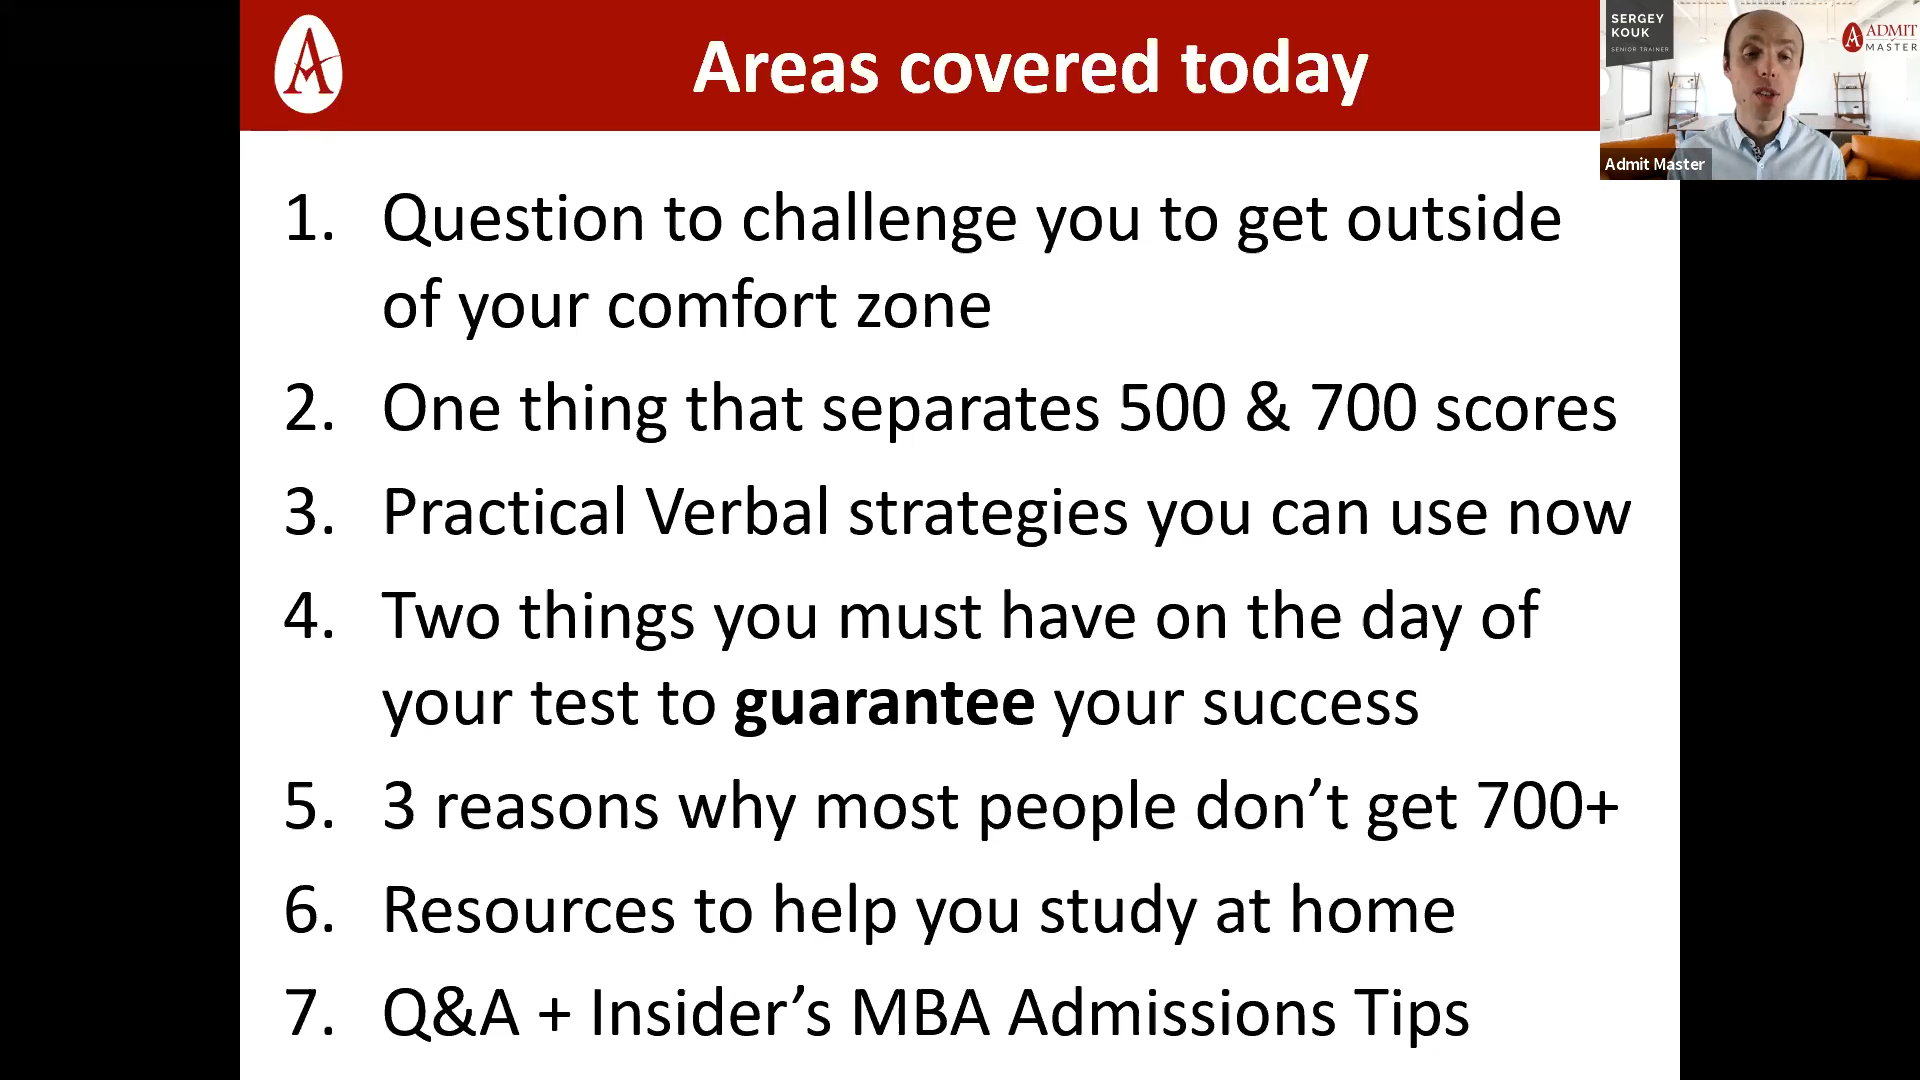 Areas covered today
SERGEY
KOUK
SENIOR TRAINER
ADMIT
MASTER
Admit Master
1. Question to challenge you to get outside
of your comfort zone
2. One thing that separates 500 & 700 scores
3. Practical Verbal strategies you can use now
4. Two things you must have on the day of
your test to guarantee your success
5. 3 reasons why most people don’t get 700+
6. Resources to help you study at home
7. Q&A + Insider’s MBA Admissions Tips